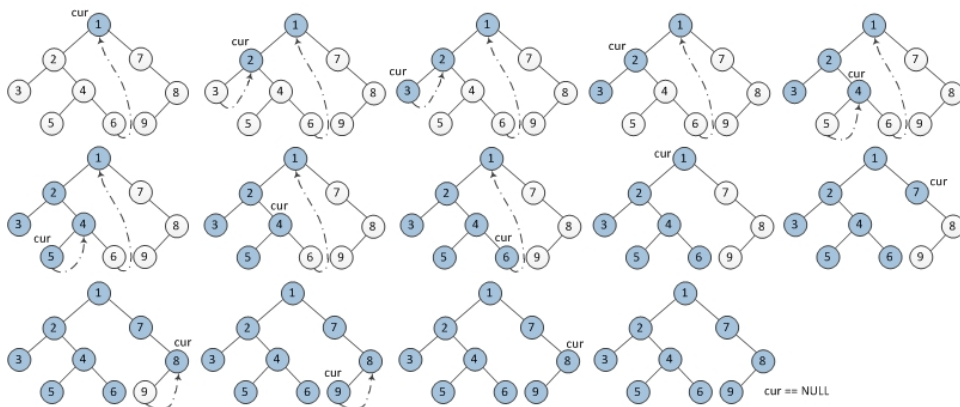 cur 1 1 1 1 1
cur cur
2 7 2 7 2 7 2 7 2 7
cur cur
3 4 8 3 4 8 3 4 8 3 4 8 3 4 8
5 6 9 5 6 9 5 6 9 5 6 9 5 6 9
1 1 1 cur 1 1
2 7 2 7 2 7 2 7 2 7 cur
cur
3 4 8 3 4 8 3 4 8 3 4 8 3 4 8
cur cur
5 6 9 5 6 9 5 6 9 5 6 9 5 6 9
1 1 1 1
2 7 2 7 2 7 2 7
cur cur
3 4 8 3 4 8 3 4 8 3 4 8
cur
5 6 9 5 6 9 5 6 9 5 6 9 cur == NULL